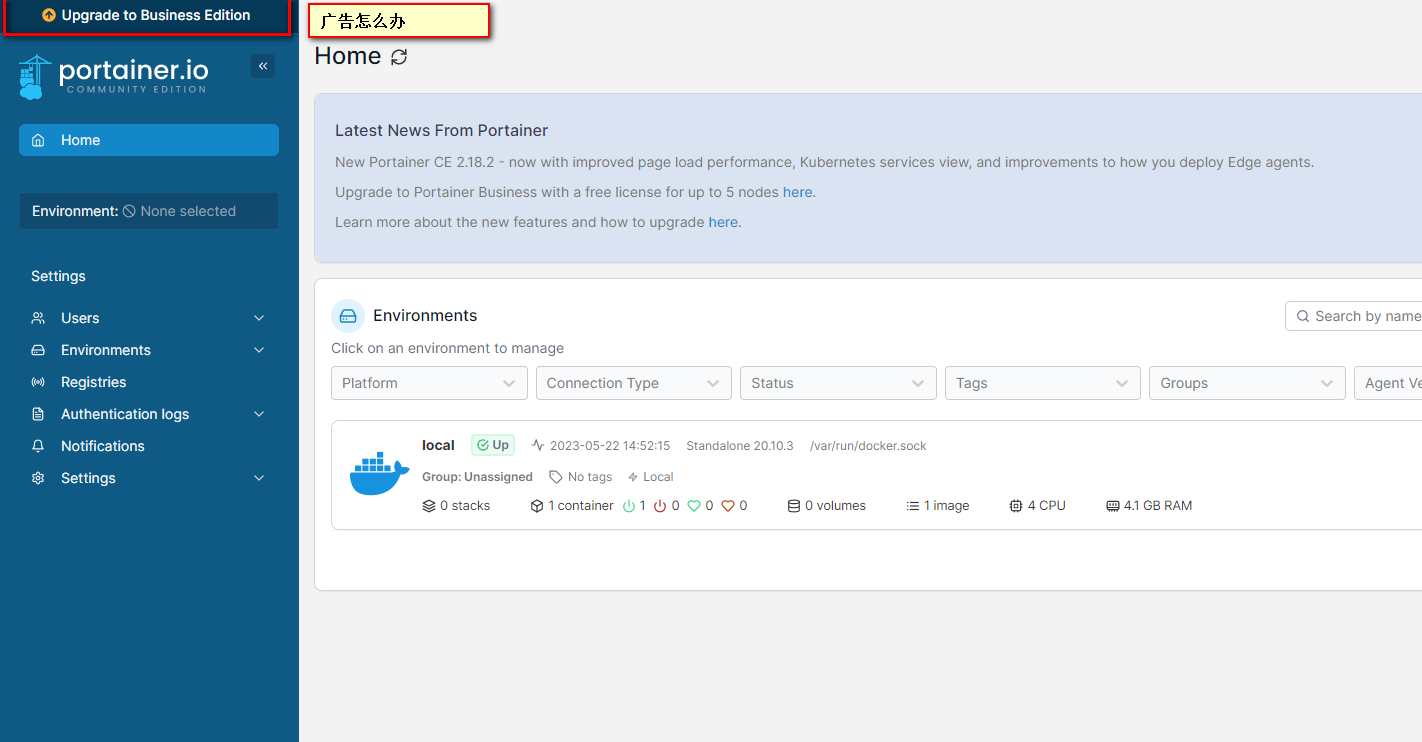 Upgrade to Business Edition
广告怎么办
portainer.io
COMMUNITY EDITION
«
Home
Environment: None selected
Settings
Users
Environments
Registries
Authentication logs
Notifications
Settings
Home
Latest News From Portainer
New Portainer CE 2.18.2 - now with improved page load performance, Kubernetes services view, and improvements to how you deploy Edge agents.
Upgrade to Portainer Business with a free license for up to 5 nodes here.
Learn more about the new features and how to upgrade here.
Environments
Search by name
Click on an environment to manage
Platform Connection Type Status Tags Groups Agent Ve
local Up 2023-05-22 14:52:15 Standalone 20.10.3 /var/run/docker.sock
Group: Unassigned No tags Local
0 stacks 1 container 1 0 0 0 0 volumes 1 image 4 CPU 4.1 GB RAM